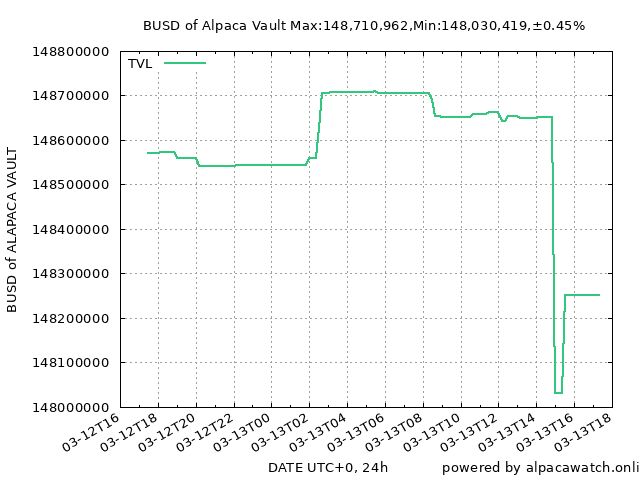 BUSD of Alpaca Vault Max:148,710,962,Min:148,030,419,±0.45%
TVL
148800000
148700000
148600000
148500000
148400000
148300000
148200000
148100000
148000000
BUSD of ALAPACA VAULT
03-12T16
03-12T18
03-12T20
03-12T22
03-13T00
03-13T02
03-13T04
03-13T06
03-13T08
03-13T10
03-13T12
03-13T14
03-13T16
03-13T18
DATE UTC+0, 24h
powered by alpacawatch.onli